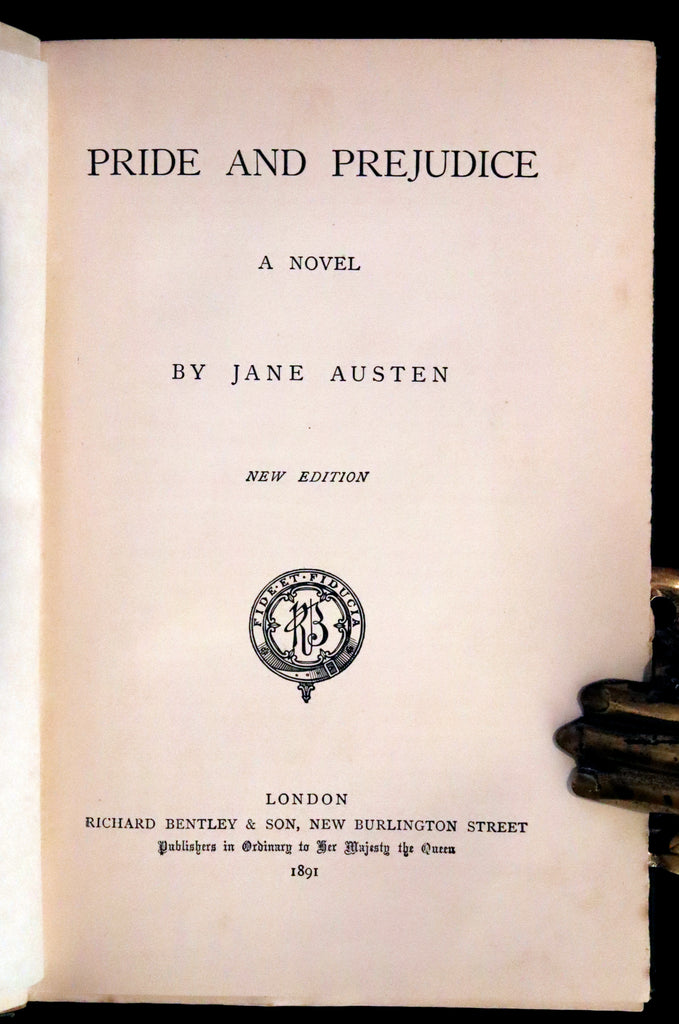 PRIDE AND PREJUDICE
A NOVEL
BY JANE AUSTEN
NEW EDITION
FIDE·ET·FIDUCIA
RB
LONDON
RICHARD BENTLEY & SON, NEW BURLINGTON STREET
Publishers in Ordinary to Her Majesty the Queen
1891